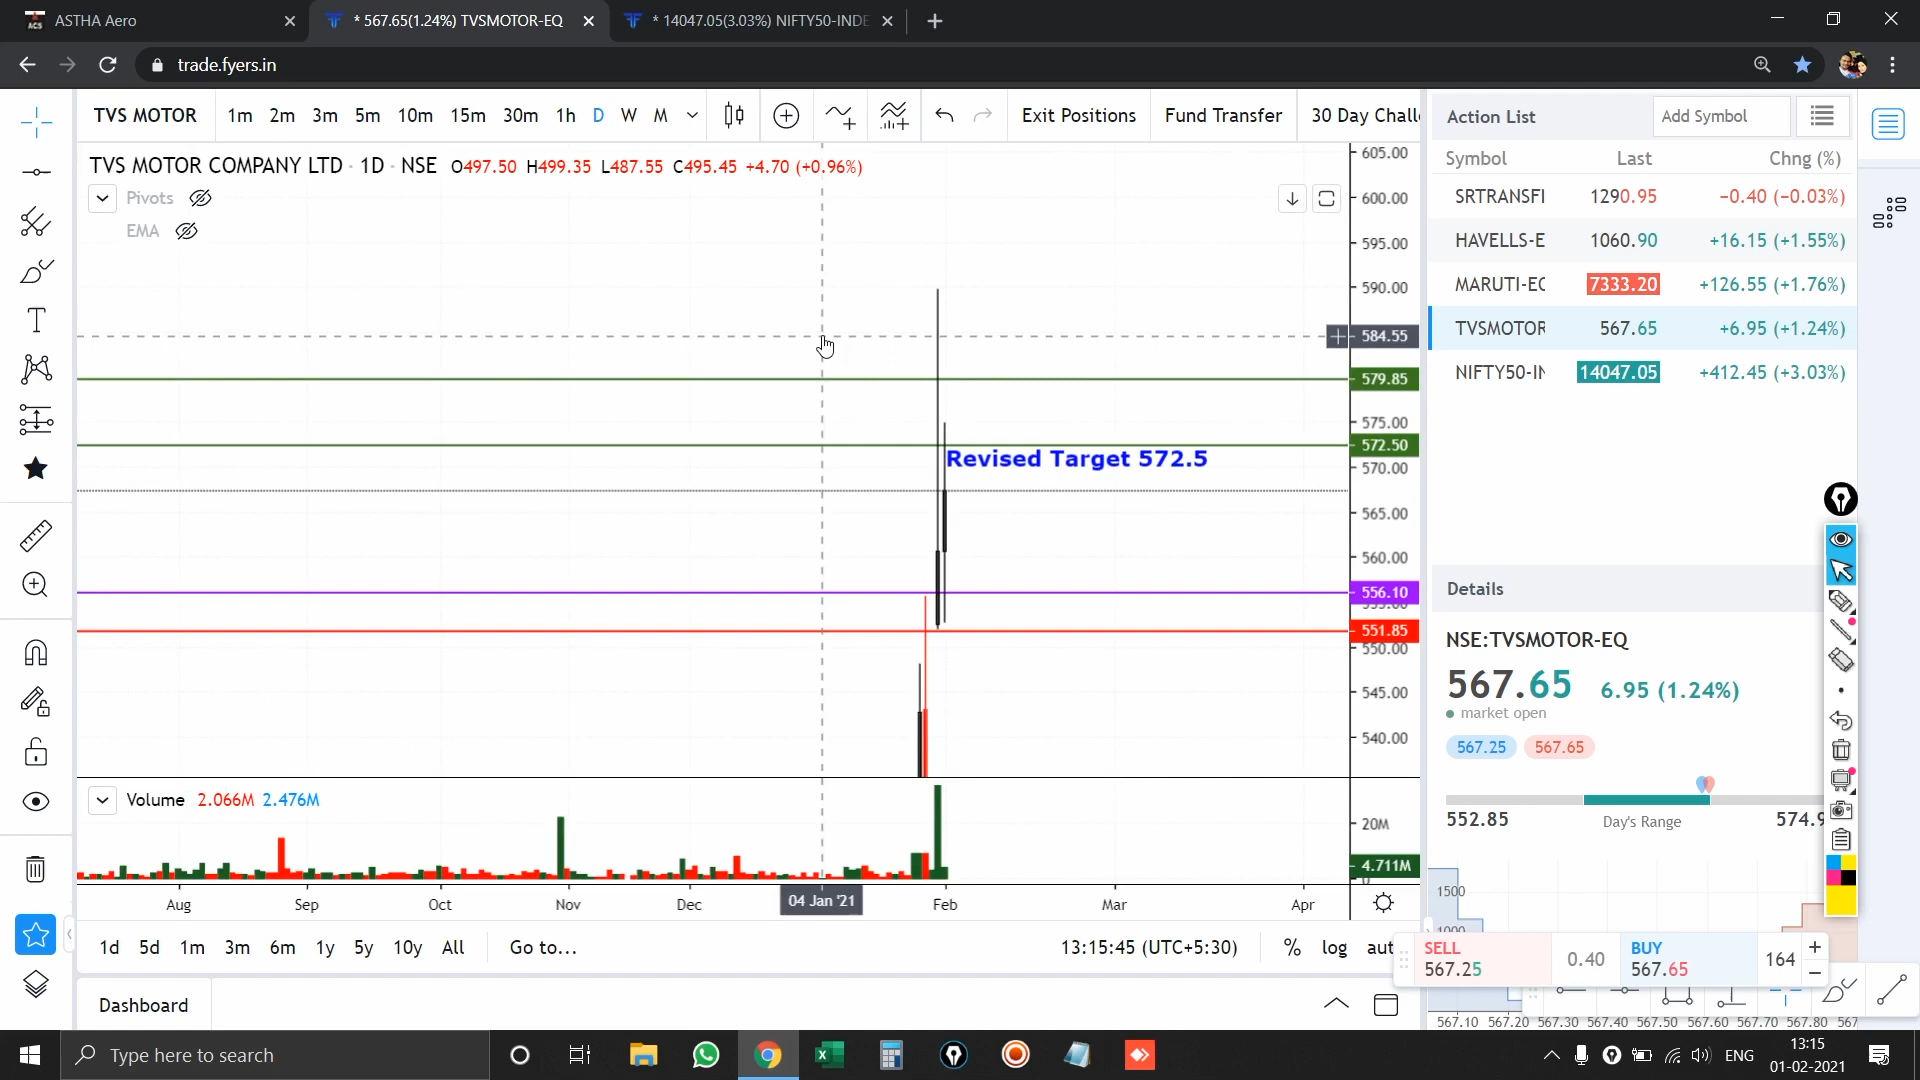 ASTHA Aero
* 567.65(1.24%) TVSMOTOR-EQ
* 14047.05(3.03%) NIFTY50-INDE
trade.fyers.in
TVS MOTOR 1m 2m 3m 5m 10m 15m 30m 1h D W M Exit Positions Fund Transfer 30 Day Chall
TVS MOTOR COMPANY LTD · 1D · NSE O497.50 H499.35 L487.55 C495.45 +4.70 (+0.96%)
Pivots
EMA
605.00
600.00
595.00
590.00
584.55
579.85
575.00
572.50
570.00
565.00
560.00
556.10
555.00
551.85
550.00
545.00
540.00
Revised Target 572.5
Volume 2.066M 2.476M
20M
4.711M
0
Aug Sep Oct Nov Dec 04 Jan '21 Feb Mar Apr
1d 5d 1m 3m 6m 1y 5y 10y All Go to... 13:15:45 (UTC+5:30) % log aut
Dashboard
Action List Add Symbol
Symbol Last Chng (%)
SRTRANSFI 1290.95 −0.40 (−0.03%)
HAVELLS-E 1060.90 +16.15 (+1.55%)
MARUTI-EC 7333.20 +126.55 (+1.76%)
TVSMOTOR 567.65 +6.95 (+1.24%)
NIFTY50-IN 14047.05 +412.45 (+3.03%)
Details
NSE:TVSMOTOR-EQ
567.65 6.95 (1.24%)
market open
567.25 567.65
552.85 Day's Range 574.9
1500
1000
SELL
567.25
0.40
BUY
567.65
164
567.10 567.20 567.30 567.40 567.50 567.60 567.70 567.80 567
Type here to search
ENG
13:15
01-02-2021